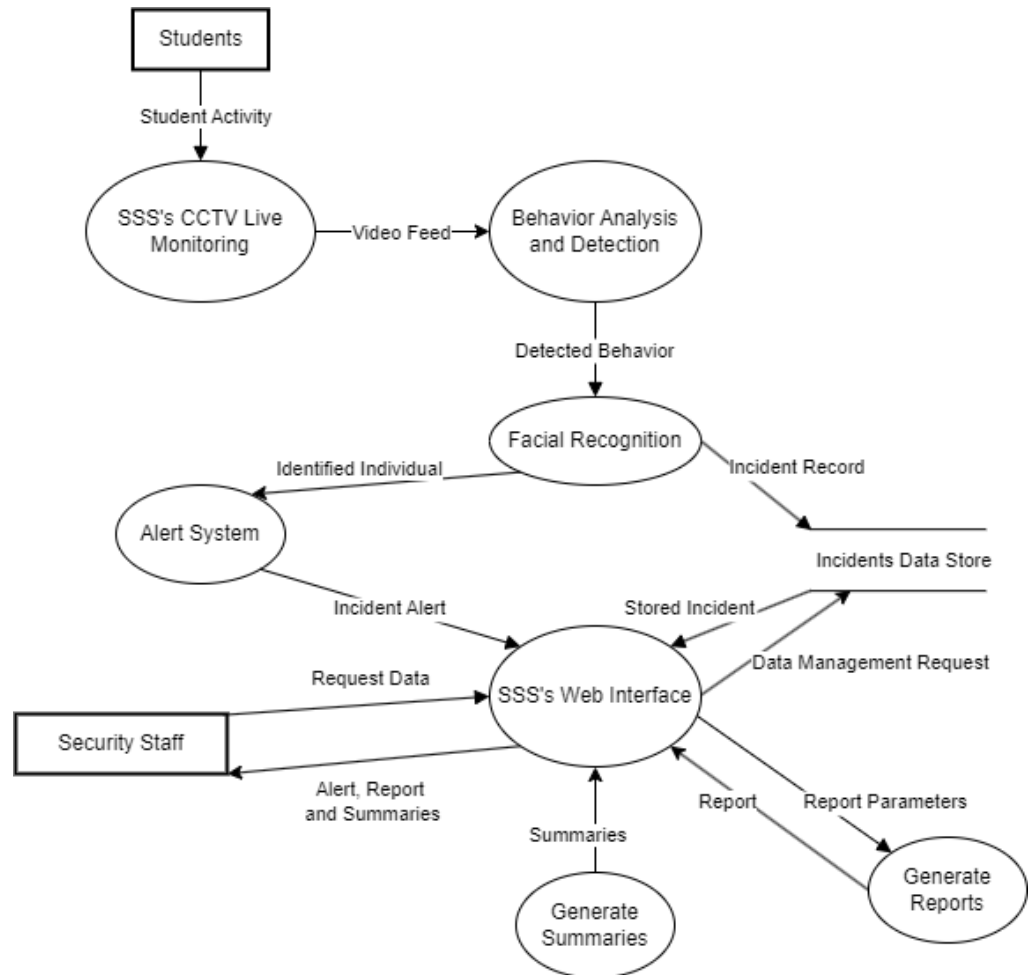 Students
Student Activity
SSS's CCTV Live
Monitoring
Video Feed
Behavior Analysis
and Detection
Detected Behavior
Facial Recognition
Identified Individual
Incident Record
Alert System
Incidents Data Store
Incident Alert
Stored Incident
Request Data
SSS's Web Interface
Data Management Request
Security Staff
Alert, Report
and Summaries
Report
Report Parameters
Summaries
Generate
Reports
Generate
Summaries